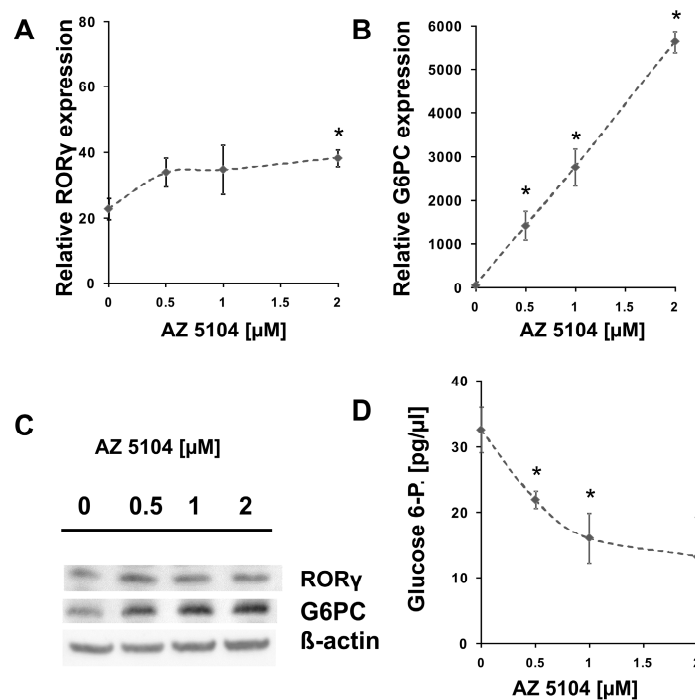 A
Relative RORγ expression
80
60
40
20
0
*
0 0.5 1 1.5 2
AZ 5104 [µM]
B
Relative G6PC expression
6000
5000
4000
3000
2000
1000
0
*
*
*
0 0.5 1 1.5 2
AZ 5104 [µM]
C
AZ 5104 [µM]
0 0.5 1 2
RORγ
G6PC
ß-actin
D
Glucose 6-P. [pg/µl]
40
30
20
10
0
*
*
0 0.5 1 1.5 2
AZ 5104 [µM]